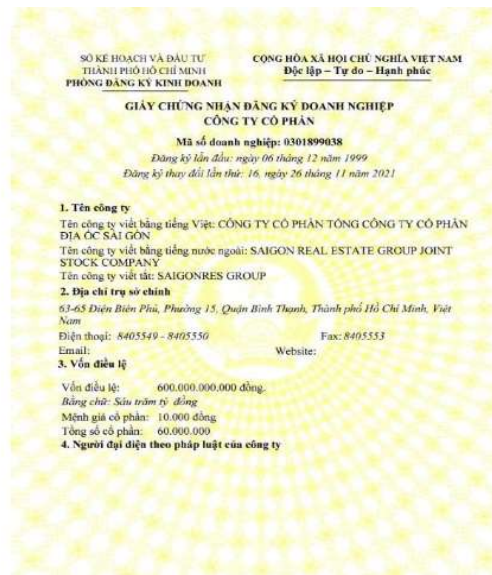 SỞ KẾ HOẠCH VÀ ĐẦU TƯ
THÀNH PHỐ HỒ CHÍ MINH
PHÒNG ĐĂNG KÝ KINH DOANH
CỘNG HÒA XÃ HỘI CHỦ NGHĨA VIỆT NAM
Độc lập – Tự do – Hạnh phúc
GIẤY CHỨNG NHẬN ĐĂNG KÝ DOANH NGHIỆP
CÔNG TY CỔ PHẦN
Mã số doanh nghiệp: 0301899038
Đăng ký lần đầu: ngày 06 tháng 12 năm 1999
Đăng ký thay đổi lần thứ: 16, ngày 26 tháng 11 năm 2021
1. Tên công ty
Tên công ty viết bằng tiếng Việt: CÔNG TY CỔ PHẦN TỔNG CÔNG TY CỔ PHẦN
ĐỊA ỐC SÀI GÒN
Tên công ty viết bằng tiếng nước ngoài: SAIGON REAL ESTATE GROUP JOINT
STOCK COMPANY
Tên công ty viết tắt: SAIGONRES GROUP
2. Địa chỉ trụ sở chính
63-65 Điện Biên Phủ, Phường 15, Quận Bình Thạnh, Thành phố Hồ Chí Minh, Việt
Nam
Điện thoại: 8405549 - 8405550 Fax: 8405553
Email: Website:
3. Vốn điều lệ
Vốn điều lệ: 600.000.000.000 đồng.
Bằng chữ: Sáu trăm tỷ đồng
Mệnh giá cổ phần: 10.000 đồng
Tổng số cổ phần: 60.000.000
4. Người đại diện theo pháp luật của công ty